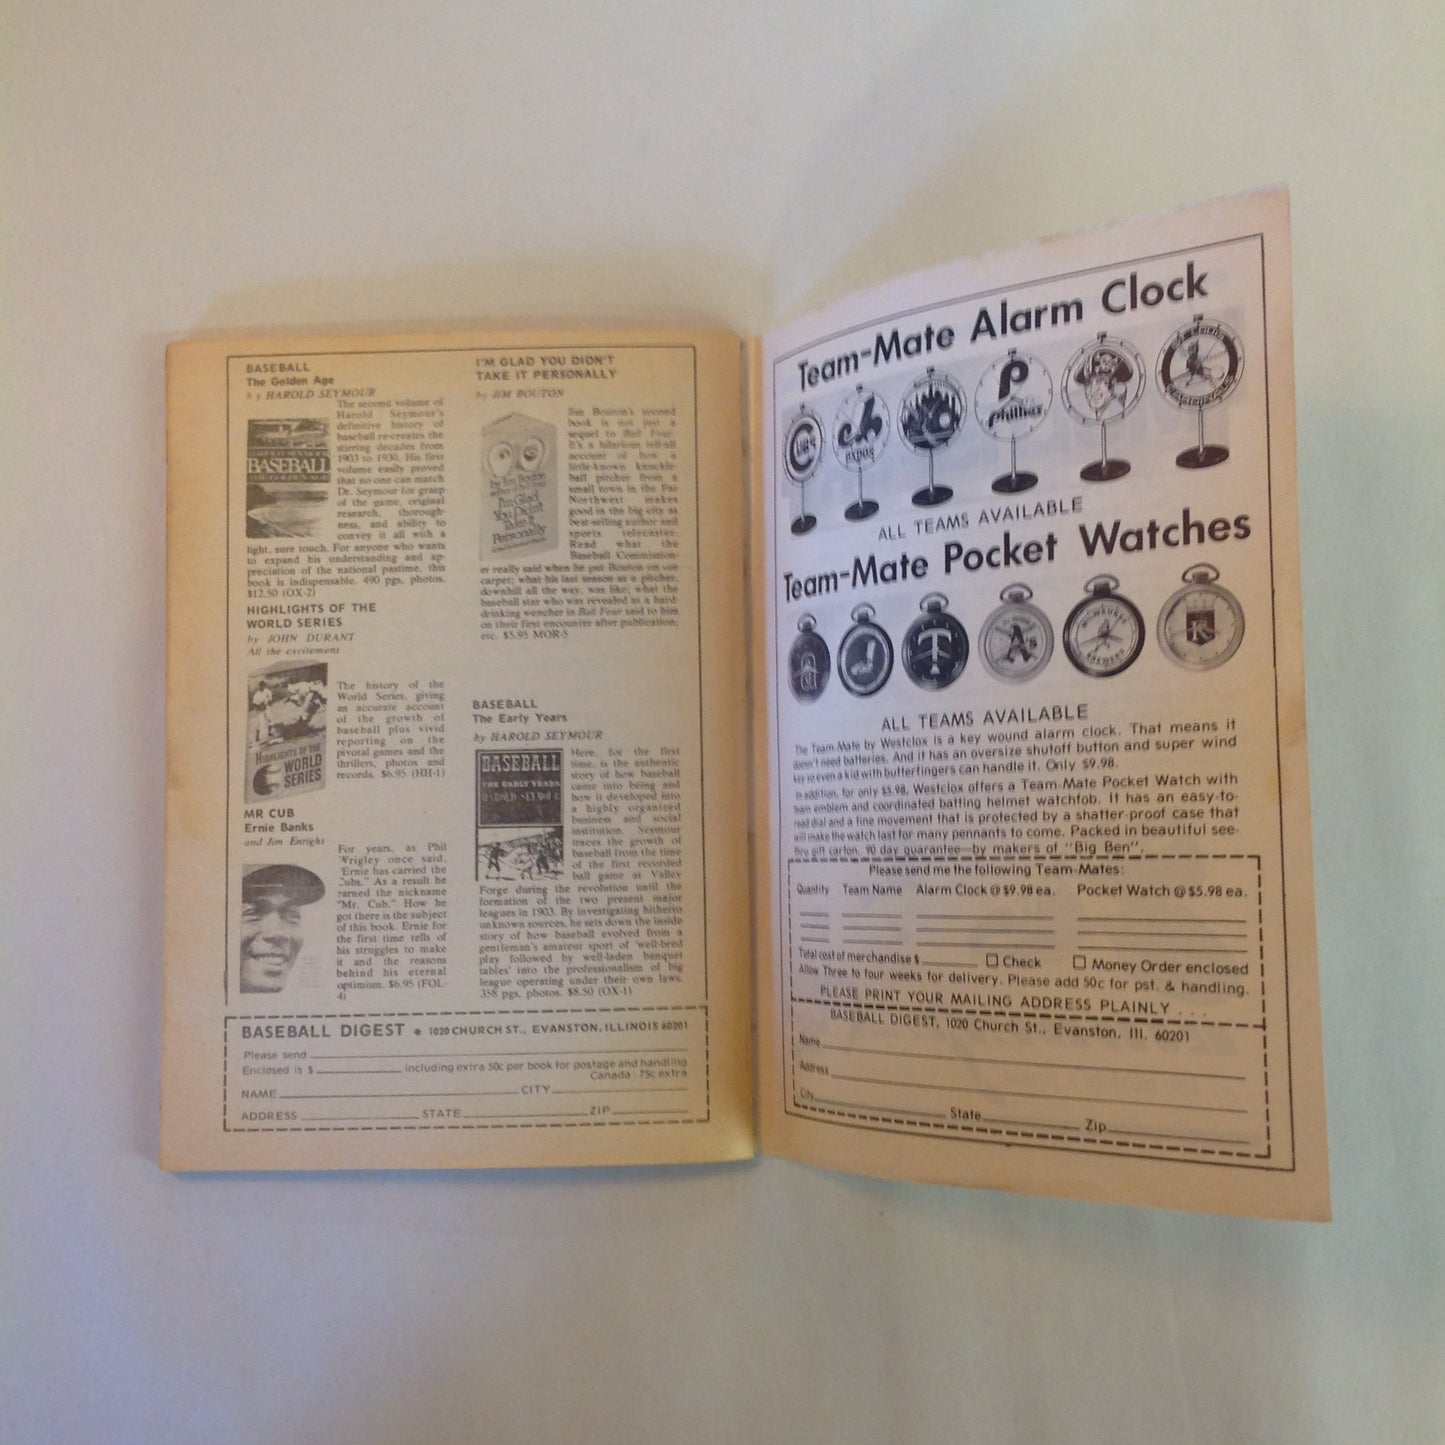 BASEBALL
The Golden Age
by HAROLD SEYMOUR
The second volume of
Harold Seymour's
definitive history of
baseball re-creates the
stirring decades from
1903 to 1930. His first
volume easily proved
that no one can match
Dr. Seymour for grasp
of the game, original
research, thorough-
ness, and ability to
convey it all with a
light, sure touch. For anyone who wants
to expand his understanding and ap-
preciation of the national pastime, this
book is indispensable. 490 pgs, photos.
$12.50 (OX-2)
BASEBALL
HIGHLIGHTS OF THE
WORLD SERIES
by JOHN DURANT
All the excitement
The history of the
World Series, giving
an accurate account
of the growth of
baseball plus vivid
reporting on the
pivotal games and the
thrillers, photos and
records. $6.95 (HH-1)
HIGHLIGHTS OF THE
WORLD
SERIES
MR CUB
Ernie Banks
and Jim Enright
For years, as Phil
Wrigley once said,
"Ernie has carried the
Cubs." As a result he
earned the nickname
"Mr. Cub." How he
got there is the subject
of this book. Ernie for
the first time tells of
his struggles to make
it and the reasons
behind his eternal
optimism. $6.95 (FOL-
4)
I'M GLAD YOU DIDN'T
TAKE IT PERSONALLY
by JIM BOUTON
Jim Bouton's second
book is not just a
sequel to Ball Four.
It's a hilarious tell-all
account of how a
little-known knuckle-
ball pitcher from a
small town in the Far
Northwest makes
good in the big city as
best-selling author and
sports telecaster.
Read what the
Baseball Commission-
er really said when he put Bouton on the
carpet; what his last season as a pitcher,
downhill all the way, was like; what the
baseball star who was revealed as a hard-
drinking wencher in Ball Four said to him
on their first encounter after publication;
etc. $5.95 MOR-5
by Jim Bouton
I'm Glad
You Didn't
Take It
Personally
BASEBALL
The Early Years
by HAROLD SEYMOUR
Here, for the first
time, is the authentic
story of how baseball
came into being and
how it developed into
a highly organized
business and social
institution. Seymour
traces the growth of
baseball from the time
of the first recorded
ball game at Valley
Forge during the revolution until the
formation of the two present major
leagues in 1903. By investigating hitherto
unknown sources, he sets down the inside
story of how baseball evolved from a
gentleman's amateur sport of 'well-bred
play followed by well-laden banquet
tables' into the professionalism of big
league operating under their own laws.
358 pgs, photos. $8.50 (OX-1)
BASEBALL
THE EARLY YEARS
BASEBALL DIGEST ● 1020 CHURCH ST., EVANSTON, ILLINOIS 60201
Please send
Enclosed is $ including extra 50c per book for postage and handling
Canada: 75c extra
NAME CITY
ADDRESS STATE ZIP
Team-Mate Alarm Clock
CUBS
expos
Phillies
ALL TEAMS AVAILABLE
Team-Mate Pocket Watches
T
A's
MILWAUKEE
BREWERS
R
ALL TEAMS AVAILABLE
The Team-Mate by Westclox is a key wound alarm clock. That means it
doesn't need batteries. And it has an oversize shutoff button and super wind
key so even a kid with butterfingers can handle it. Only $9.98.
In addition, for only $5.98, Westclox offers a Team-Mate Pocket Watch with
team emblem and coordinated batting helmet watchfob. It has an easy-to-
read dial and a fine movement that is protected by a shatter-proof case that
will make the watch last for many pennants to come. Packed in beautiful see-
thru gift carton. 90 day guarantee—by makers of "Big Ben".
Please send me the following Team-Mates:
Quantity Team Name Alarm Clock @ $9.98 ea. Pocket Watch @ $5.98 ea.
Total cost of merchandise $ Check Money Order enclosed
Allow Three to four weeks for delivery. Please add 50c for pst. & handling.
PLEASE PRINT YOUR MAILING ADDRESS PLAINLY . . .
BASEBALL DIGEST, 1020 Church St., Evanston, Ill. 60201
Name
Address
City State Zip